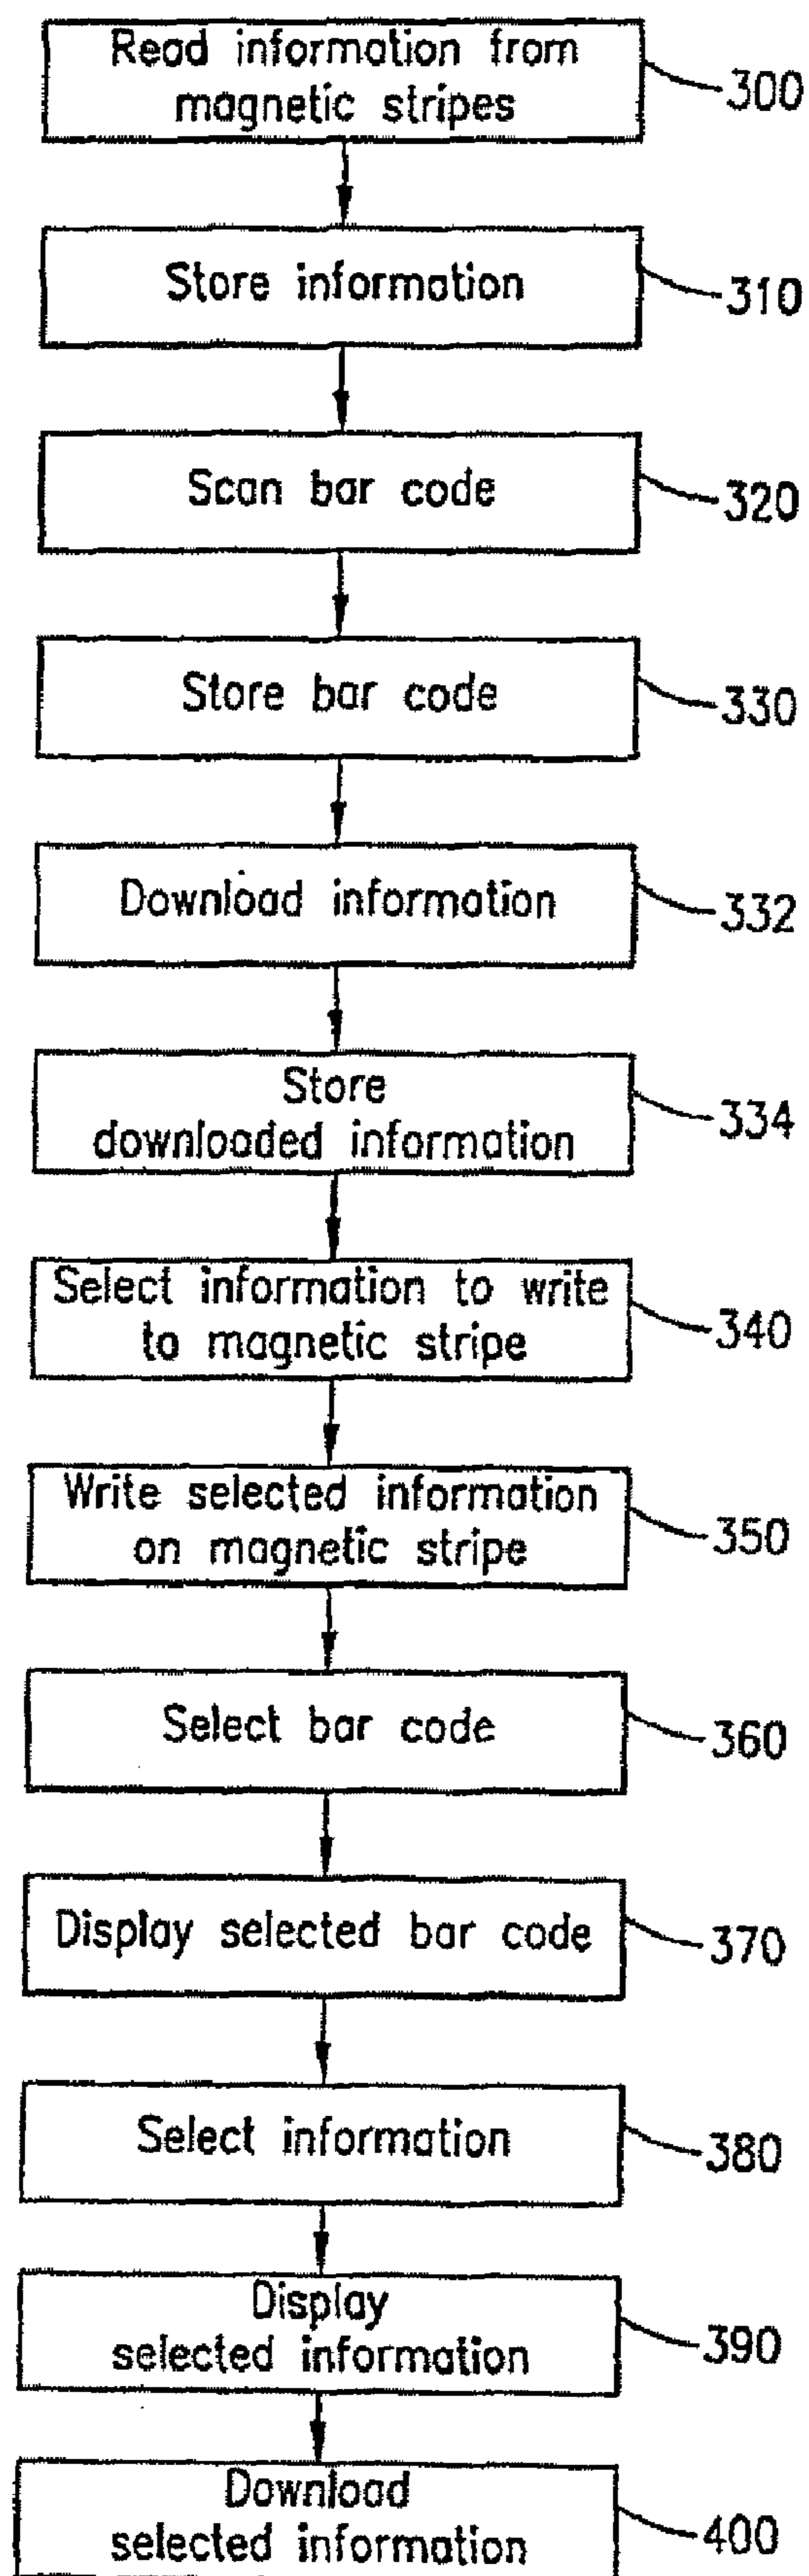 Read information from
magnetic stripes
300
Store information
310
Scan bar code
320
Store bar code
330
Download information
332
Store
downloaded information
334
Select information to write
to magnetic stripe
340
Write selected information
on magnetic stripe
350
Select bar code
360
Display selected bar code
370
Select information
380
Display
selected information
390
Download
selected information
400